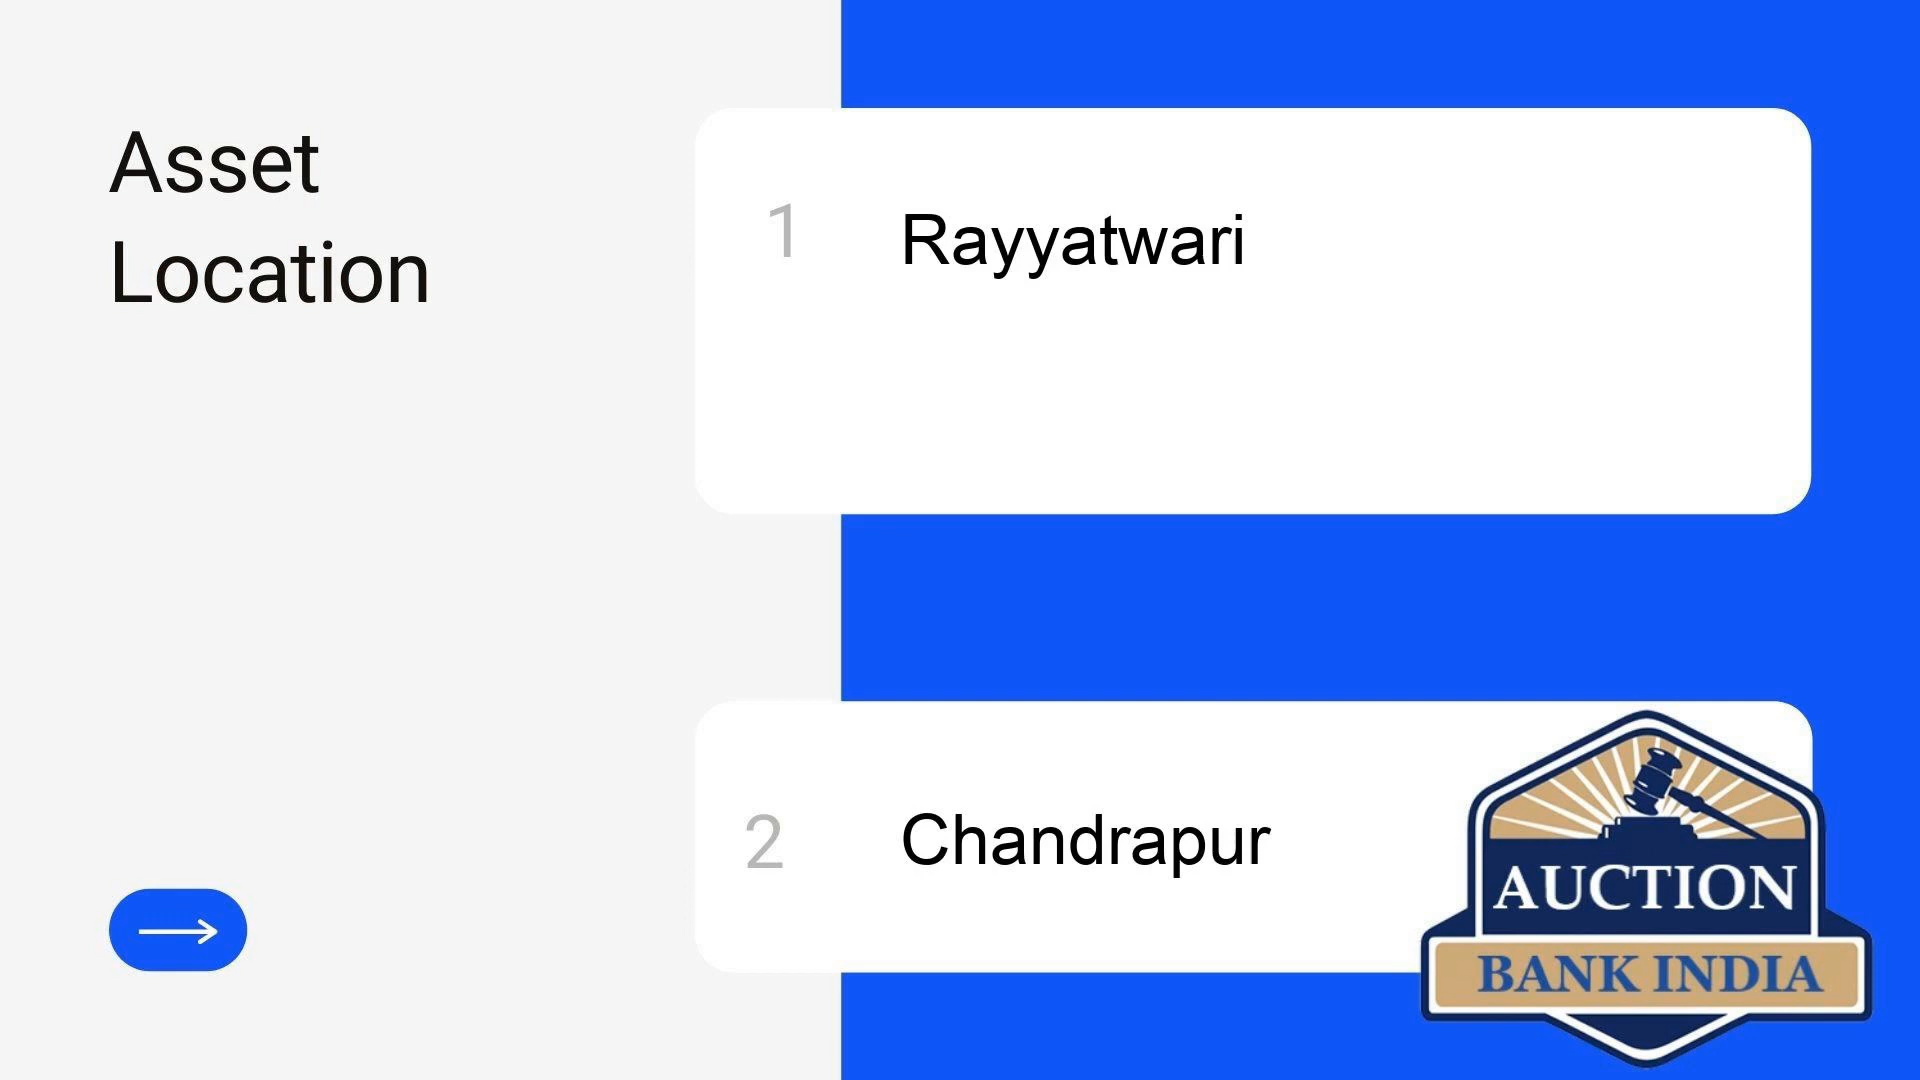 Asset
Location
1
Rayyatwari
2
Chandrapur
AUCTION
BANK INDIA